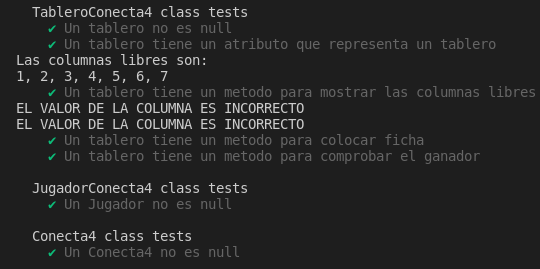 TableroConecta4 class tests
✔ Un tablero no es null
✔ Un tablero tiene un atributo que representa un tablero
Las columnas libres son:
1, 2, 3, 4, 5, 6, 7
✔ Un tablero tiene un metodo para mostrar las columnas libres
EL VALOR DE LA COLUMNA ES INCORRECTO
EL VALOR DE LA COLUMNA ES INCORRECTO
✔ Un tablero tiene un metodo para colocar ficha
✔ Un tablero tiene un metodo para comprobar el ganador
JugadorConecta4 class tests
✔ Un Jugador no es null
Conecta4 class tests
✔ Un Conecta4 no es null